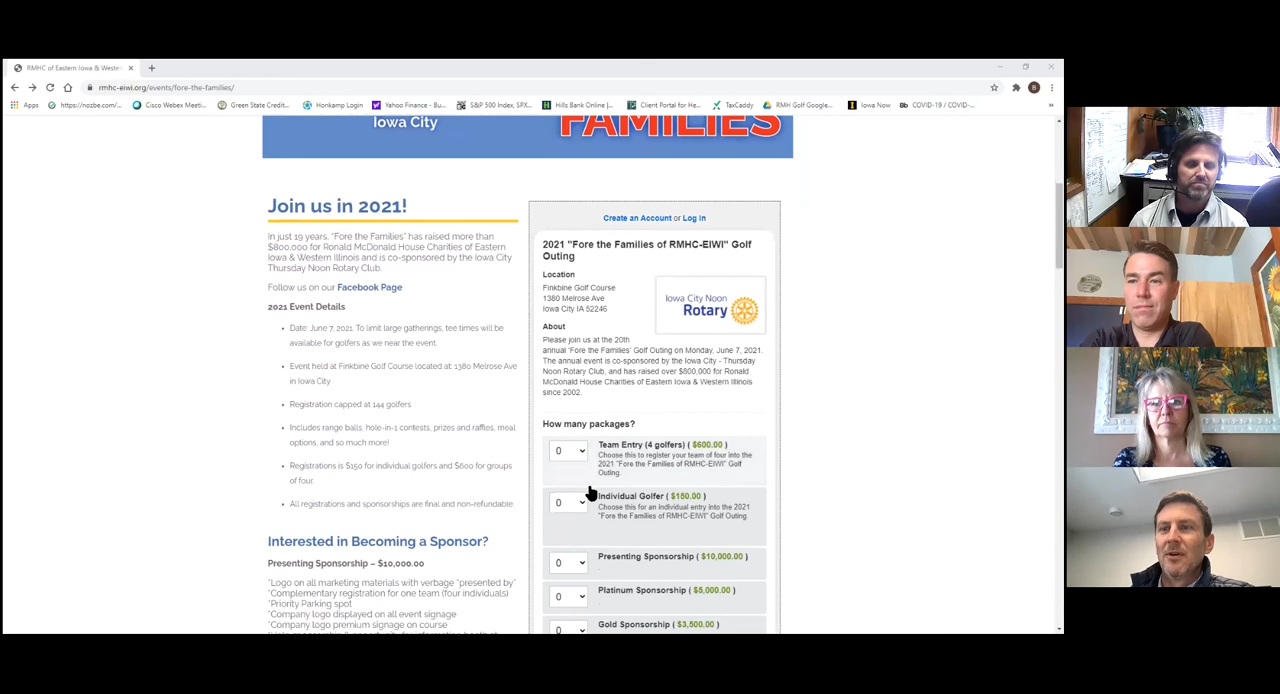 RMHC of Eastern Iowa & Weste
rmhc-eiwi.org/events/fore-the-families/
B
Apps
https://nozbe.com/...
Cisco Webex Meeti...
Green State Credit...
Honkamp Login
Yahoo Finance - Bu...
S&P 500 Index, SPX...
Hills Bank Online |...
Client Portal for He...
TaxCaddy
RMH Golf Google...
Iowa Now
COVID-19 / COVID-...
Iowa City
FAMILIES
Join us in 2021!
In just 19 years, "Fore the Families" has raised more than
$800,000 for Ronald McDonald House Charities of Eastern
Iowa & Western Illinois and is co-sponsored by the Iowa City
Thursday Noon Rotary Club.
Follow us on our Facebook Page
2021 Event Details
Date: June 7, 2021. To limit large gatherings, tee times will be
available for golfers as we near the event.
Event held at Finkbine Golf Course located at: 1380 Melrose Ave
in Iowa City
Registration capped at 144 golfers
Includes range balls, hole-in-1 contests, prizes and raffles, meal
options, and so much more!
Registrations is $150 for individual golfers and $600 for groups
of four.
All registrations and sponsorships are final and non-refundable.
Interested in Becoming a Sponsor?
Presenting Sponsorship – $10,000.00
*Logo on all marketing materials with verbage "presented by"
*Complementary registration for one team (four individuals)
*Priority Parking spot
*Company logo displayed on all event signage
*Company logo premium signage on course
Create an Account or Log In
2021 "Fore the Families of RMHC-EIWI" Golf
Outing
Location
Finkbine Golf Course
1380 Melrose Ave
Iowa City IA 52246
Iowa City Noon
Rotary
About
Please join us at the 20th
annual 'Fore the Families' Golf Outing on Monday, June 7, 2021.
The annual event is co-sponsored by the Iowa City - Thursday
Noon Rotary Club, and has raised over $800,000 for Ronald
McDonald House Charities of Eastern Iowa & Western Illinois
since 2002.
How many packages?
0 Team Entry (4 golfers) ( $600.00 )
Choose this to register your team of four into the
2021 "Fore the Families of RMHC-EIWI" Golf
Outing.
0 Individual Golfer ( $150.00 )
Choose this for an individual entry into the 2021
"Fore the Families of RMHC-EIWI" Golf Outing
0 Presenting Sponsorship ( $10,000.00 )
0 Platinum Sponsorship ( $5,000.00 )
0 Gold Sponsorship ( $3,500.00 )